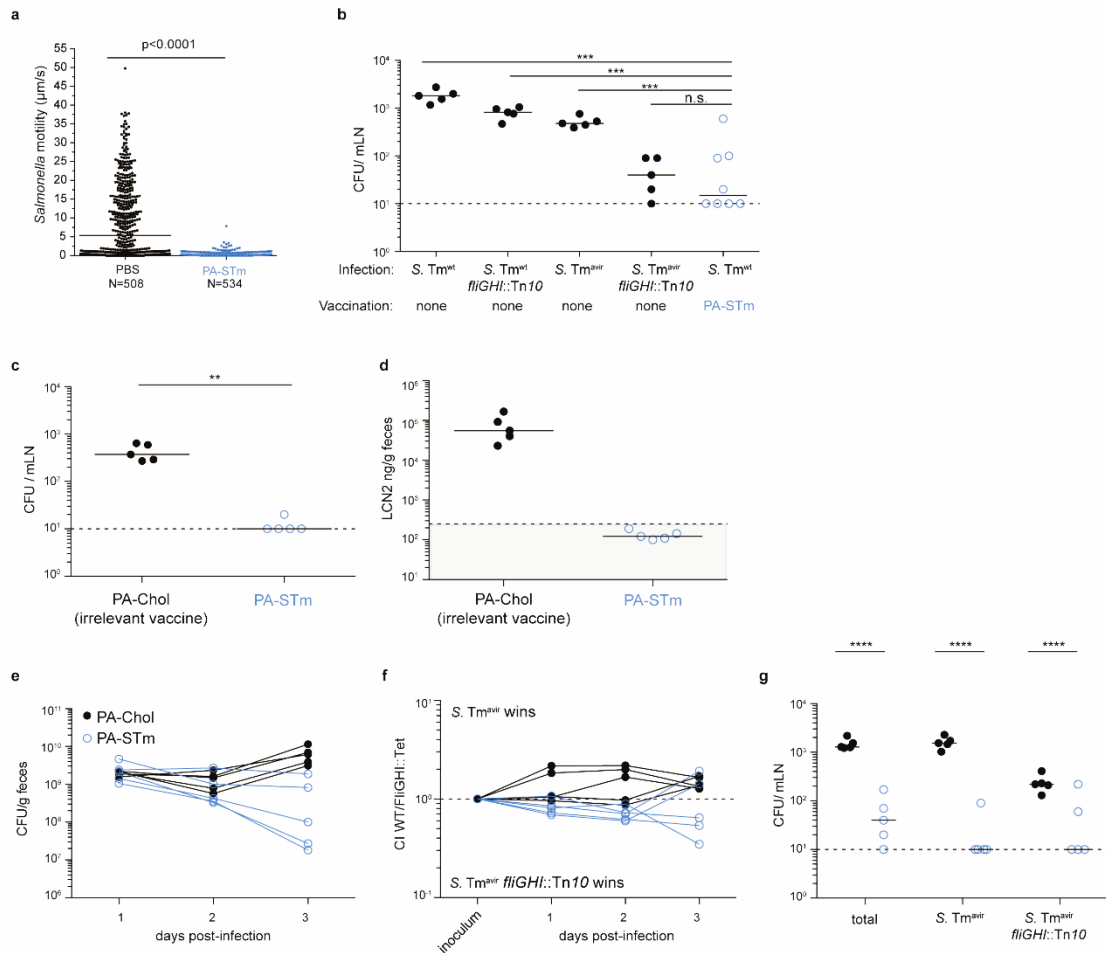 a
p<0.0001
Salmonella motility (µm/s)
55
50
45
40
35
30
25
20
15
10
5
0
PBS
N=508
PA-STm
N=534
b
***
***
***
n.s.
CFU/ mLN
10⁴
10³
10²
10¹
10⁰
Infection: S. Tmʷᵗ S. Tmʷᵗ S. Tmᵃᵛⁱʳ S. Tmᵃᵛⁱʳ S. Tmʷᵗ
fliGHI::Tn10 fliGHI::Tn10
Vaccination: none none none none PA-STm
c
**
CFU / mLN
10⁴
10³
10²
10¹
10⁰
PA-Chol
(irrelevant vaccine)
PA-STm
d
LCN2 ng/g feces
10⁶
10⁵
10⁴
10³
10²
10¹
PA-Chol
(irrelevant vaccine)
PA-STm
e
PA-Chol
PA-STm
CFU/g feces
10¹¹
10¹⁰
10⁹
10⁸
10⁷
10⁶
1 2 3
days post-infection
f
S. Tmᵃᵛⁱʳ wins
CI WT/FliGHI::Tet
10¹
10⁰
10⁻¹
S. Tmᵃᵛⁱʳ fliGHI::Tn10 wins
inoculum 1 2 3
days post-infection
g
**** **** ****
CFU/ mLN
10⁴
10³
10²
10¹
10⁰
total S. Tmᵃᵛⁱʳ S. Tmᵃᵛⁱʳ
fliGHI::Tn10